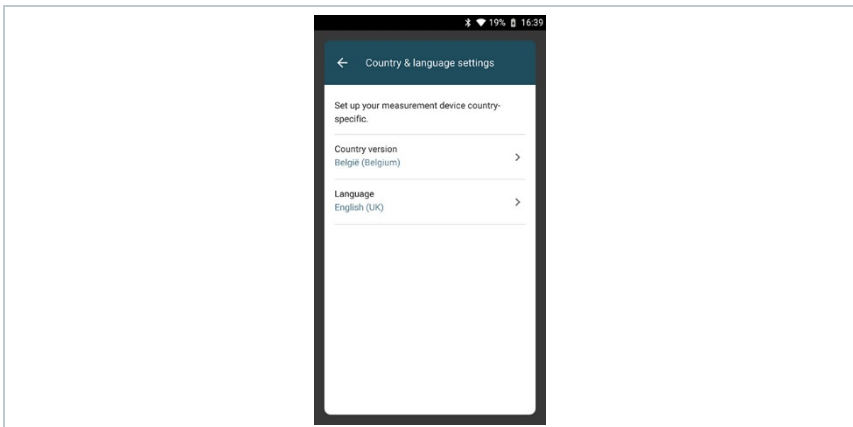 19% 16:39
Country & language settings
Set up your measurement device country-
specific.
Country version
België (Belgium)
Language
English (UK)